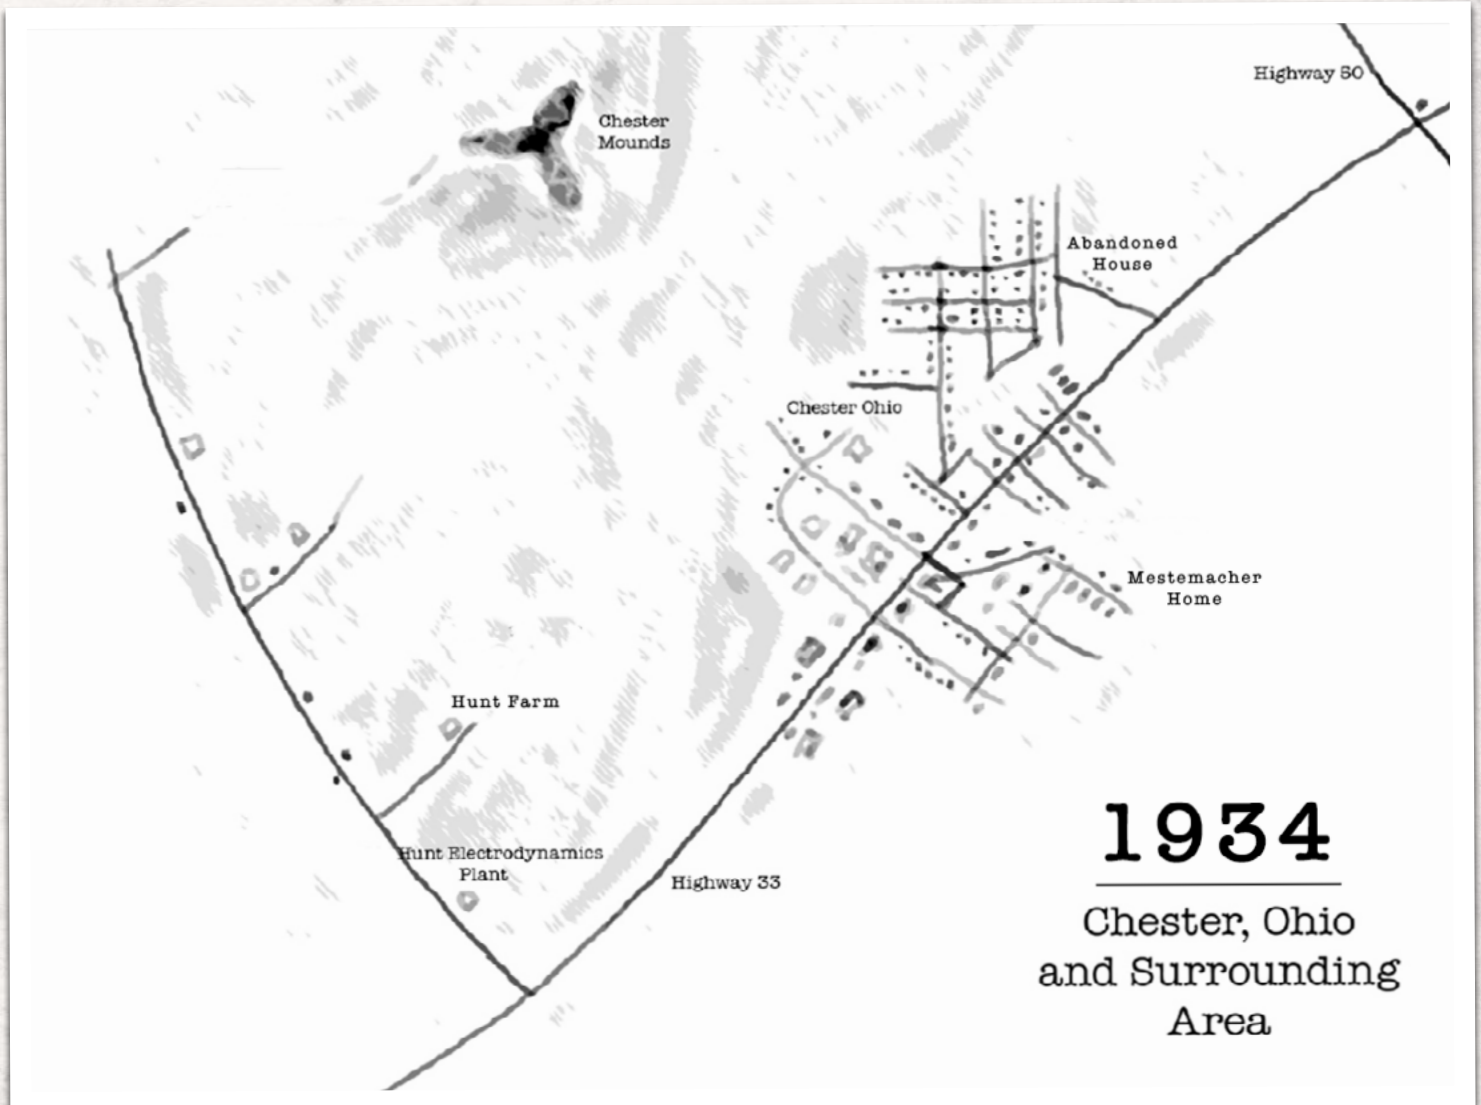 Highway 50
Chester
Mounds
Abandoned
House
Chester Ohio
Mestemacher
Home
Hunt Farm
Hunt Electrodynamics
Plant
Highway 33
1934
Chester, Ohio
and Surrounding
Area